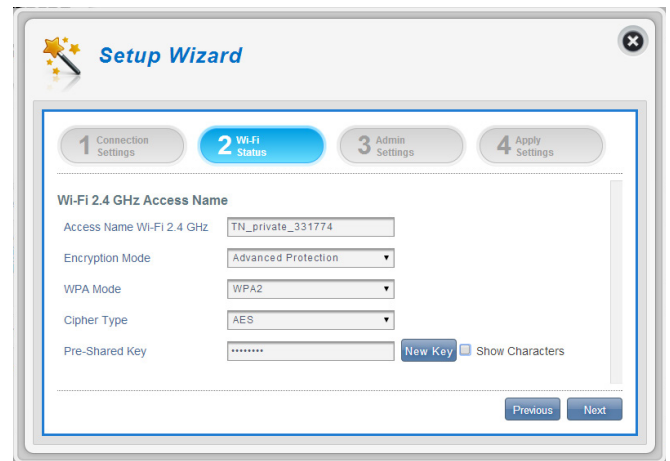 Setup Wizard
1 Connection Settings
2 Wi-Fi Status
3 Admin Settings
4 Apply Settings
Wi-Fi 2.4 GHz Access Name
Access Name Wi-Fi 2.4 GHz TN_private_331774
Encryption Mode Advanced Protection
WPA Mode WPA2
Cipher Type AES
Pre-Shared Key •••••••• New Key Show Characters
Previous Next